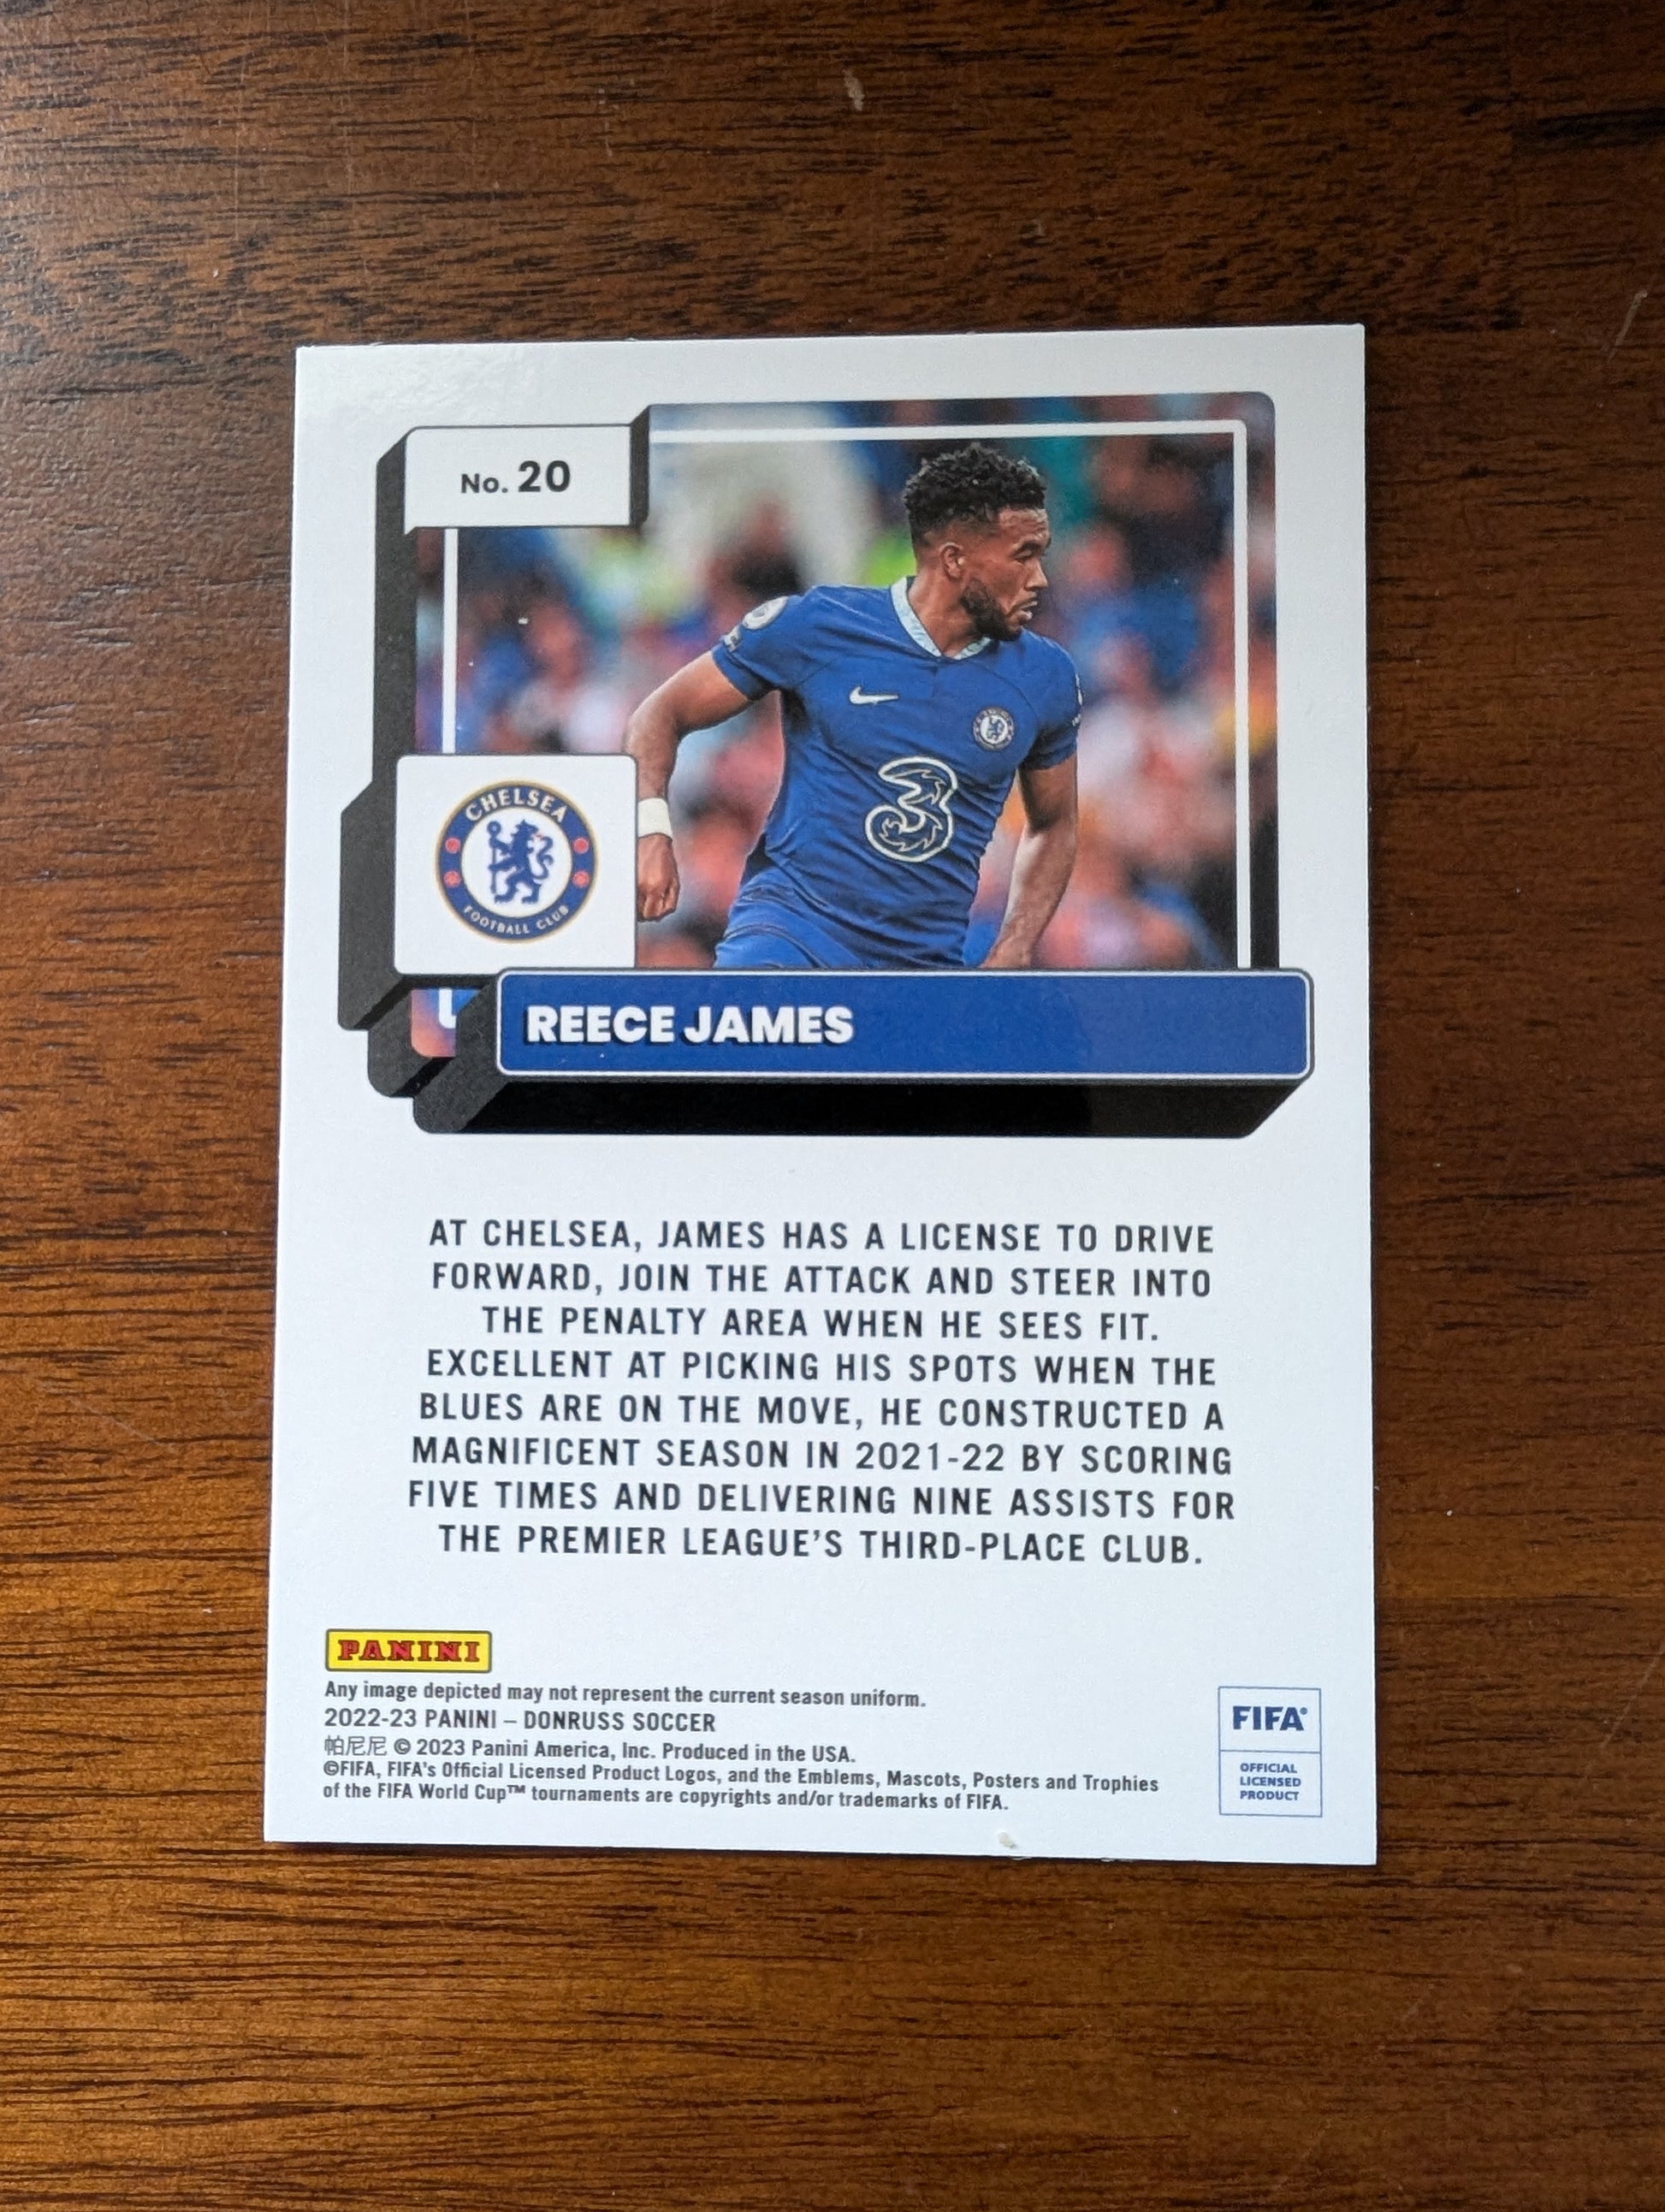 No. 20
CHELSEA
FOOTBALL CLUB
3
REECE JAMES
AT CHELSEA, JAMES HAS A LICENSE TO DRIVE
FORWARD, JOIN THE ATTACK AND STEER INTO
THE PENALTY AREA WHEN HE SEES FIT.
EXCELLENT AT PICKING HIS SPOTS WHEN THE
BLUES ARE ON THE MOVE, HE CONSTRUCTED A
MAGNIFICENT SEASON IN 2021-22 BY SCORING
FIVE TIMES AND DELIVERING NINE ASSISTS FOR
THE PREMIER LEAGUE'S THIRD-PLACE CLUB.
PANINI
Any image depicted may not represent the current season uniform.
2022-23 PANINI – DONRUSS SOCCER
帕尼尼 © 2023 Panini America, Inc. Produced in the USA.
©FIFA, FIFA's Official Licensed Product Logos, and the Emblems, Mascots, Posters and Trophies
of the FIFA World Cup™ tournaments are copyrights and/or trademarks of FIFA.
FIFA®
OFFICIAL
LICENSED
PRODUCT